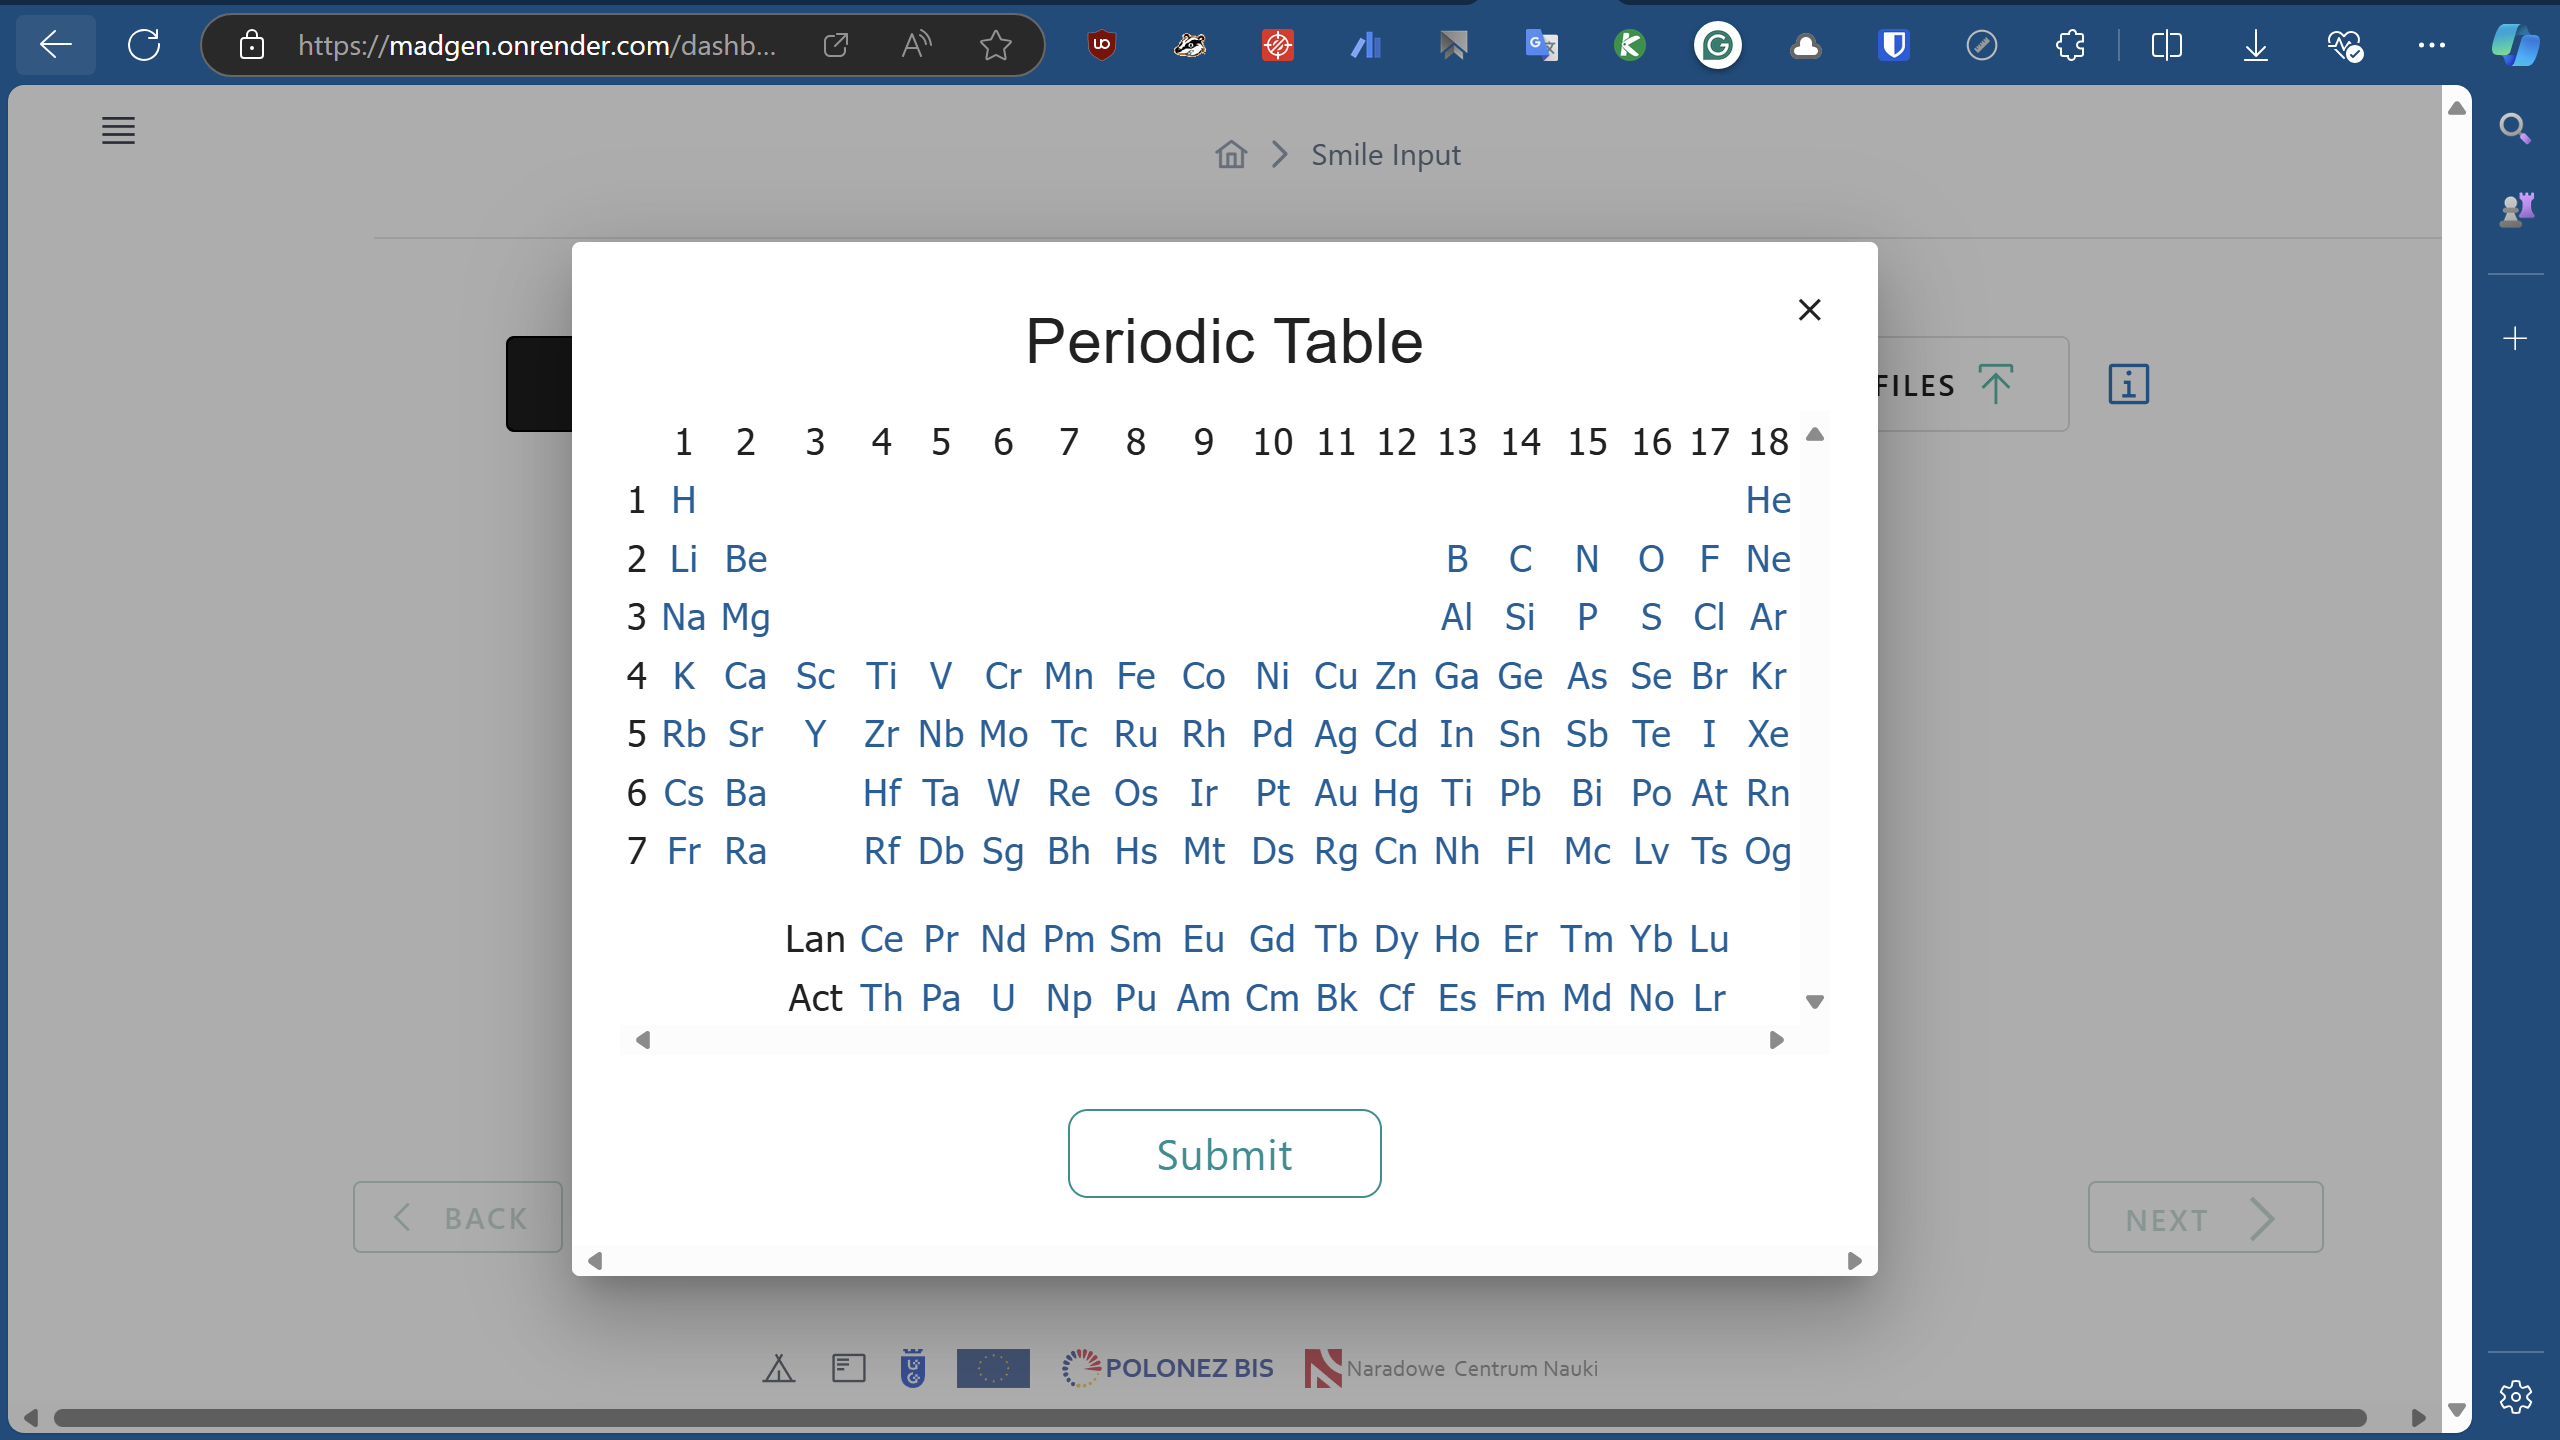 https://madgen.onrender.com/dashb...
Smile Input
FILES
Periodic Table
1 2 3 4 5 6 7 8 9 10 11 12 13 14 15 16 17 18
1 H He
2 Li Be B C N O F Ne
3 Na Mg Al Si P S Cl Ar
4 K Ca Sc Ti V Cr Mn Fe Co Ni Cu Zn Ga Ge As Se Br Kr
5 Rb Sr Y Zr Nb Mo Tc Ru Rh Pd Ag Cd In Sn Sb Te I Xe
6 Cs Ba Hf Ta W Re Os Ir Pt Au Hg Ti Pb Bi Po At Rn
7 Fr Ra Rf Db Sg Bh Hs Mt Ds Rg Cn Nh Fl Mc Lv Ts Og
Lan Ce Pr Nd Pm Sm Eu Gd Tb Dy Ho Er Tm Yb Lu
Act Th Pa U Np Pu Am Cm Bk Cf Es Fm Md No Lr
Submit
BACK
NEXT
POLONEZ BIS
Naradowe Centrum Nauki